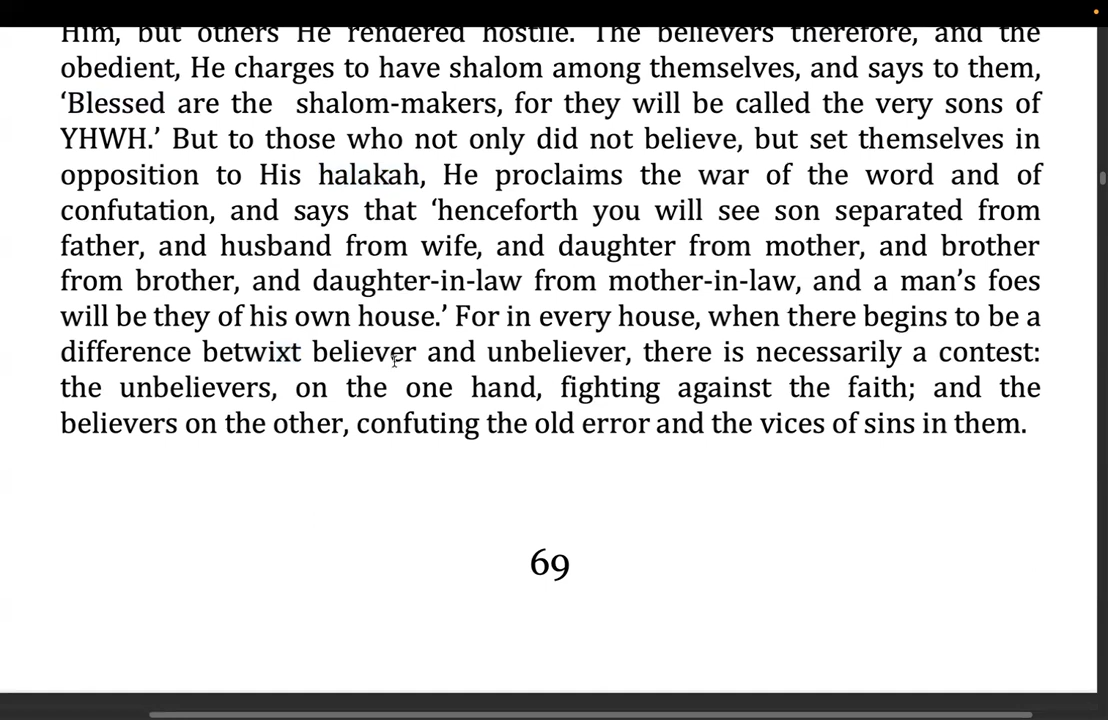 Him, but others He rendered hostile. The believers therefore, and the
obedient, He charges to have shalom among themselves, and says to them,
‘Blessed are the shalom-makers, for they will be called the very sons of
YHWH.’ But to those who not only did not believe, but set themselves in
opposition to His halakah, He proclaims the war of the word and of
confutation, and says that ‘henceforth you will see son separated from
father, and husband from wife, and daughter from mother, and brother
from brother, and daughter-in-law from mother-in-law, and a man’s foes
will be they of his own house.’ For in every house, when there begins to be a
difference betwixt believer and unbeliever, there is necessarily a contest:
the unbelievers, on the one hand, fighting against the faith; and the
believers on the other, confuting the old error and the vices of sins in them.
69